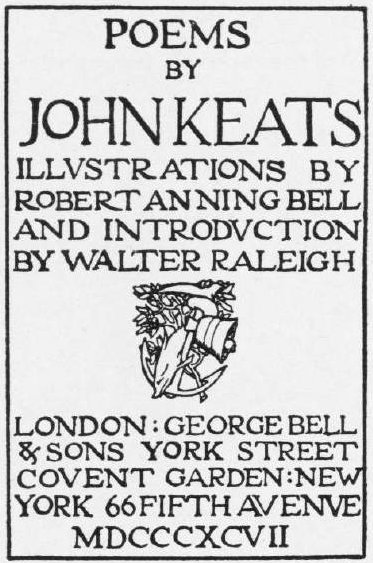 POEMS
BY
JOHN KEATS
ILLVSTRATIONS BY
ROBERT ANNING BELL
AND INTRODVCTION
BY WALTER RALEIGH
LONDON: GEORGE BELL
& SONS YORK STREET
COVENT GARDEN: NEW
YORK 66 FIFTH AVENVE
MDCCCXCVII